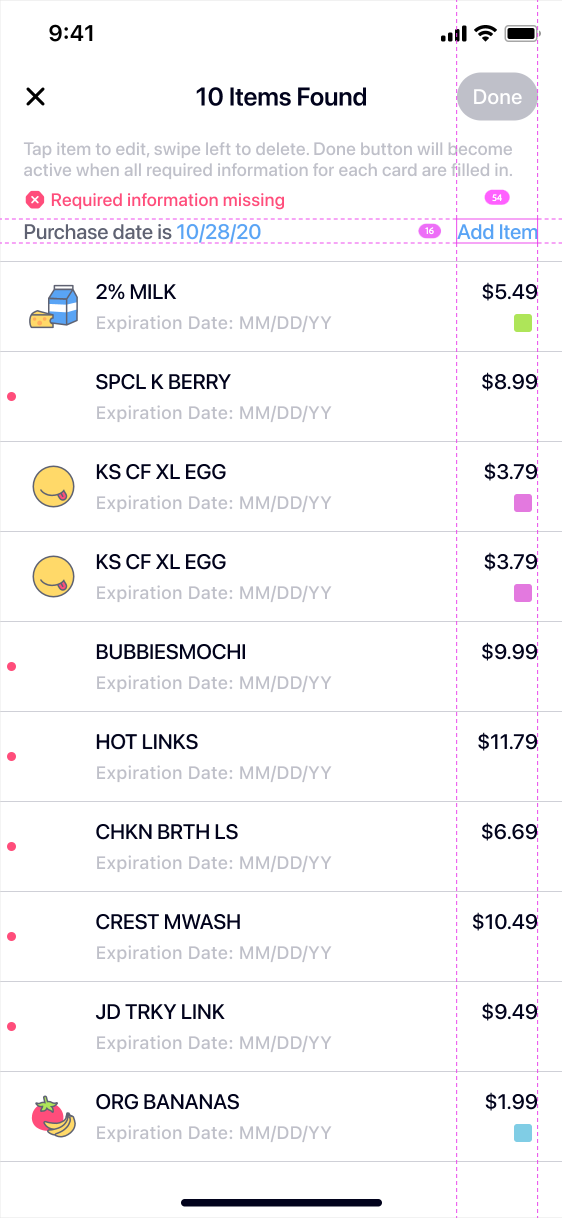 9:41
10 Items Found
Done
Tap item to edit, swipe left to delete. Done button will become
active when all required information for each card are filled in.
Required information missing
54
Purchase date is 10/28/20
16
Add Item
2% MILK
$5.49
Expiration Date: MM/DD/YY
SPCL K BERRY
$8.99
Expiration Date: MM/DD/YY
KS CF XL EGG
$3.79
Expiration Date: MM/DD/YY
KS CF XL EGG
$3.79
Expiration Date: MM/DD/YY
BUBBIESMOCHI
$9.99
Expiration Date: MM/DD/YY
HOT LINKS
$11.79
Expiration Date: MM/DD/YY
CHKN BRTH LS
$6.69
Expiration Date: MM/DD/YY
CREST MWASH
$10.49
Expiration Date: MM/DD/YY
JD TRKY LINK
$9.49
Expiration Date: MM/DD/YY
ORG BANANAS
$1.99
Expiration Date: MM/DD/YY